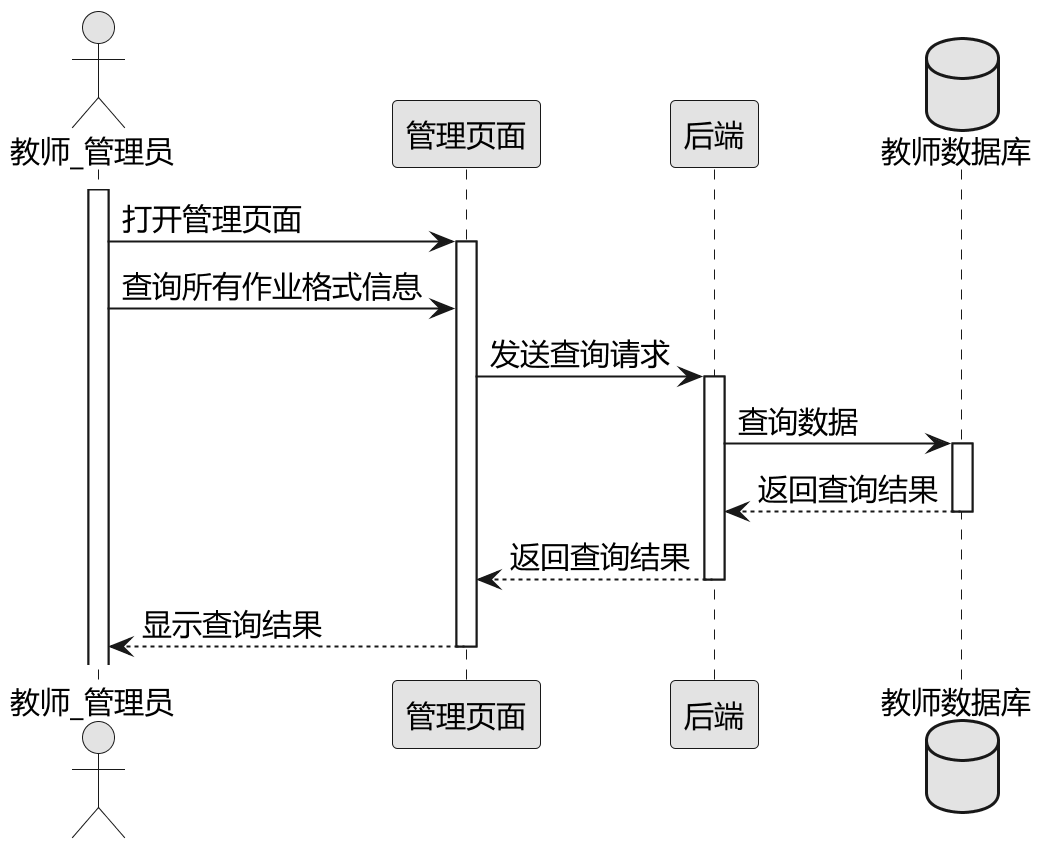 教师_管理员
管理页面
后端
教师数据库
打开管理页面
查询所有作业格式信息
发送查询请求
查询数据
返回查询结果
返回查询结果
显示查询结果
教师_管理员
管理页面
后端
教师数据库